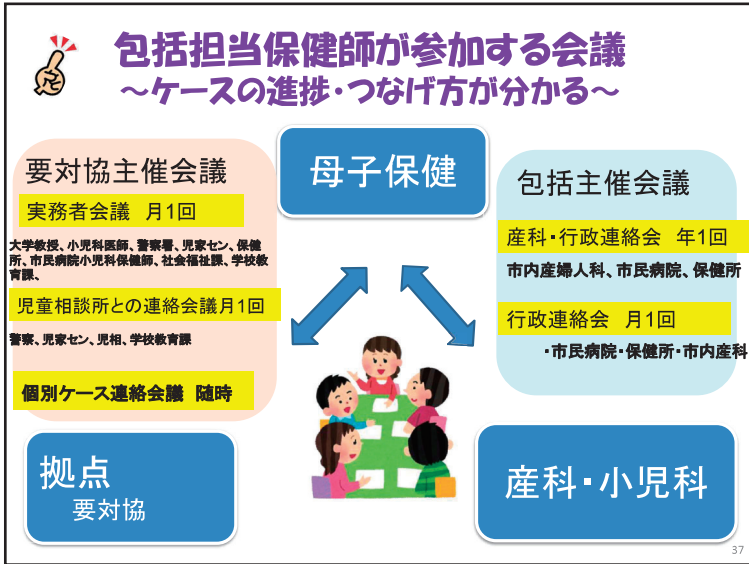 包括担当保健師が参加する会議
～ケースの進捗・つなげ方が分かる～
母子保健
要対協主催会議
実務者会議 月1回
大学教授、小児科医師、警察署、児家セン、保健
所、市民病院小児科保健師、社会福祉課、学校教
育課、
児童相談所との連絡会議月1回
警察、児家セン、児相、学校教育課
個別ケース連絡会議 随時
包括主催会議
産科・行政連絡会 年1回
市内産婦人科、市民病院、保健所
行政連絡会 月1回
・市民病院・保健所・市内産科
拠点
要対協
産科・小児科
37